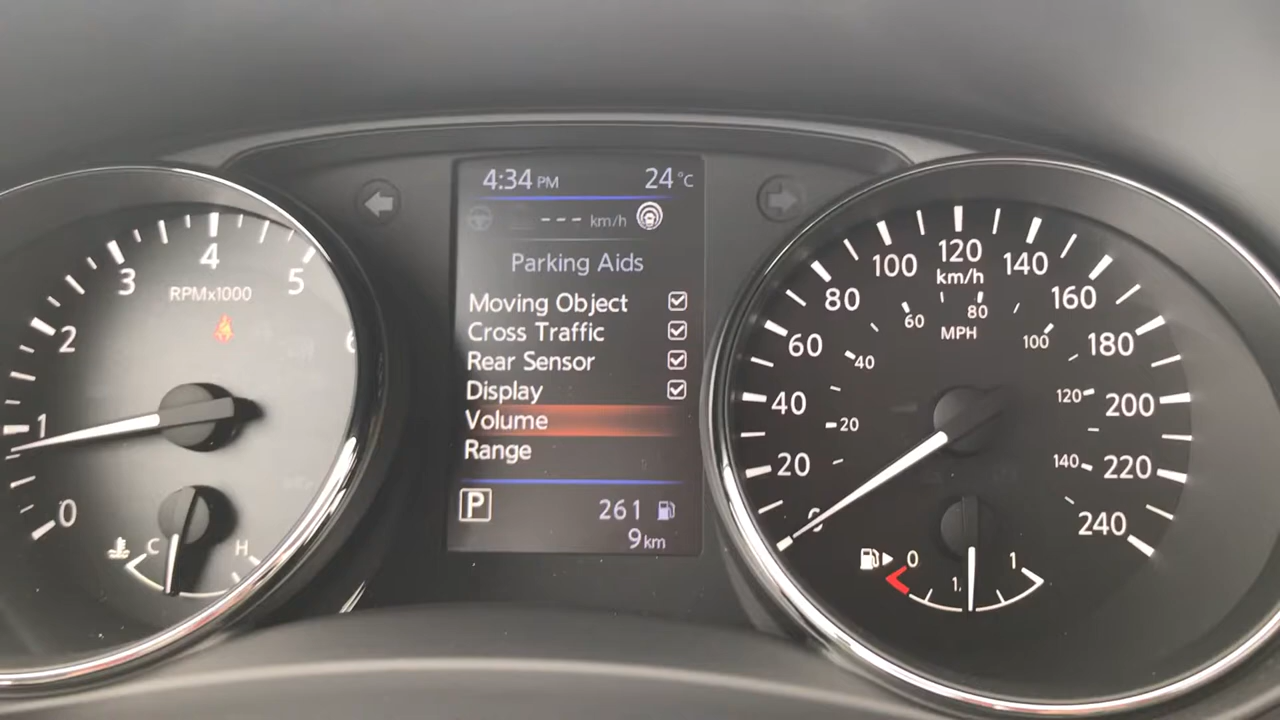 4:34 PM 24 °C
--- km/h
Parking Aids
Moving Object
Cross Traffic
Rear Sensor
Display
Volume
Range
P 261
9 km
0
1
2
3
4
5
6
RPMx1000
C H
0
20
40
60
80
100
120
140
160
180
200
220
240
km/h
20
40
60
80
100
120
140
MPH
0 1